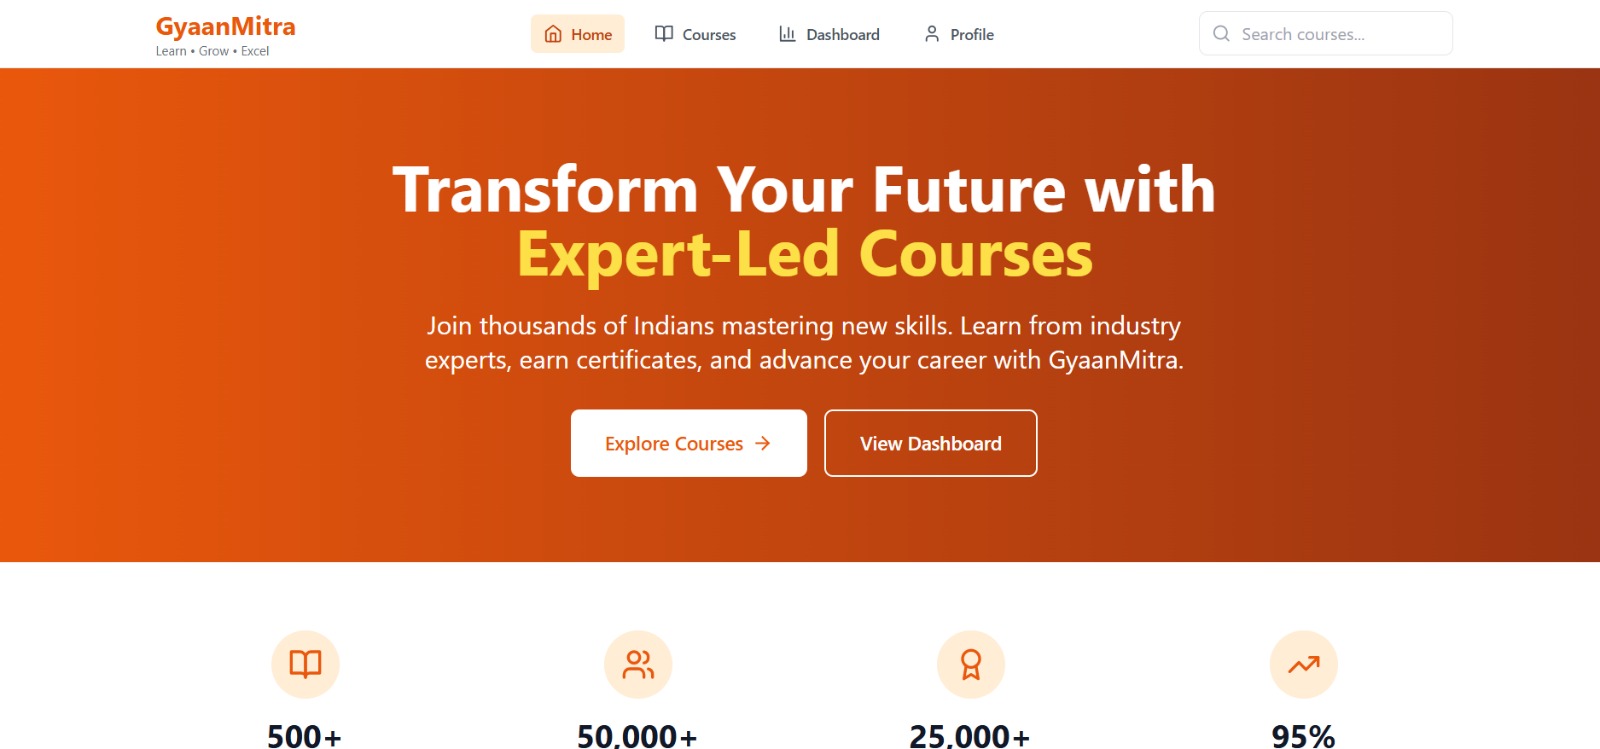 GyaanMitra
Learn • Grow • Excel
Home
Courses
Dashboard
Profile
Search courses...
Transform Your Future with
Expert-Led Courses
Join thousands of Indians mastering new skills. Learn from industry
experts, earn certificates, and advance your career with GyaanMitra.
Explore Courses
View Dashboard
500+
50,000+
25,000+
95%